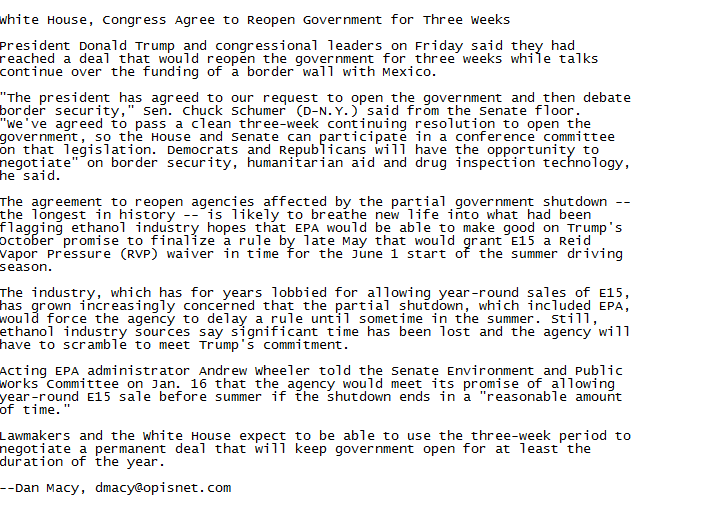 White House, Congress Agree to Reopen Government for Three Weeks
President Donald Trump and congressional leaders on Friday said they had
reached a deal that would reopen the government for three weeks while talks
continue over the funding of a border wall with Mexico.
"The president has agreed to our request to open the government and then debate
border security," Sen. Chuck Schumer (D-N.Y.) said from the Senate floor.
"We've agreed to pass a clean three-week continuing resolution to open the
government, so the House and Senate can participate in a conference committee
on that legislation. Democrats and Republicans will have the opportunity to
negotiate" on border security, humanitarian aid and drug inspection technology,
he said.
The agreement to reopen agencies affected by the partial government shutdown --
the longest in history -- is likely to breathe new life into what had been
flagging ethanol industry hopes that EPA would be able to make good on Trump's
October promise to finalize a rule by late May that would grant E15 a Reid
Vapor Pressure (RVP) waiver in time for the June 1 start of the summer driving
season.
The industry, which has for years lobbied for allowing year-round sales of E15,
has grown increasingly concerned that the partial shutdown, which included EPA,
would force the agency to delay a rule until sometime in the summer. Still,
ethanol industry sources say significant time has been lost and the agency will
have to scramble to meet Trump's commitment.
Acting EPA administrator Andrew Wheeler told the Senate Environment and Public
Works Committee on Jan. 16 that the agency would meet its promise of allowing
year-round E15 sale before summer if the shutdown ends in a "reasonable amount
of time."
Lawmakers and the White House expect to be able to use the three-week period to
negotiate a permanent deal that will keep government open for at least the
duration of the year.
--Dan Macy, dmacy@opisnet.com